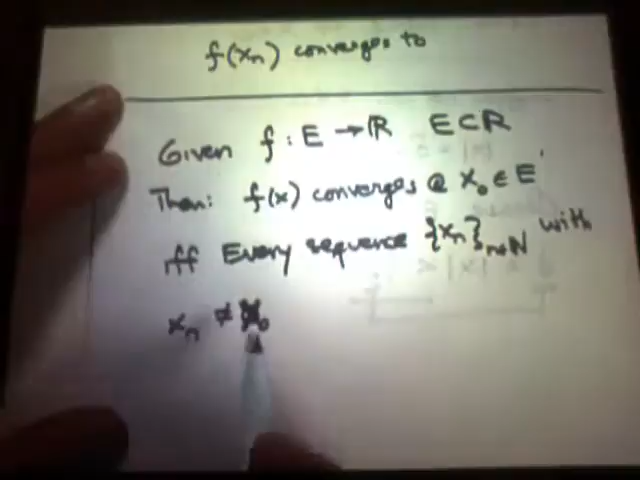 f(xn) converges to
Given f : E → ℝ E ⊂ ℝ
Then: f(x) converges @ x₀ ∈ E'
iff Every sequence {xn}n∈N with
xn ≠ x₀